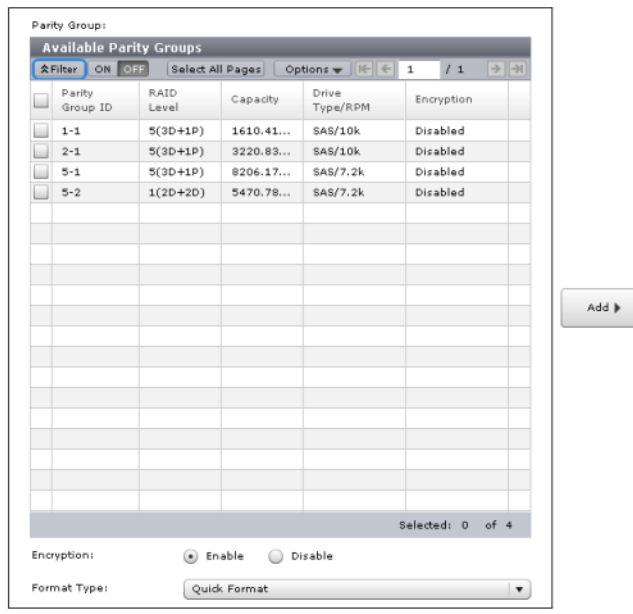 Parity Group:
Available Parity Groups
Filter ON OFF Select All Pages Options 1 / 1
Parity Group ID RAID Level Capacity Drive Type/RPM Encryption
1-1 5(3D+1P) 1610.41... SAS/10k Disabled
2-1 5(3D+1P) 3220.83... SAS/10k Disabled
5-1 5(3D+1P) 8206.17... SAS/7.2k Disabled
5-2 1(2D+2D) 5470.78... SAS/7.2k Disabled
Add
Selected: 0 of 4
Encryption: Enable Disable
Format Type: Quick Format